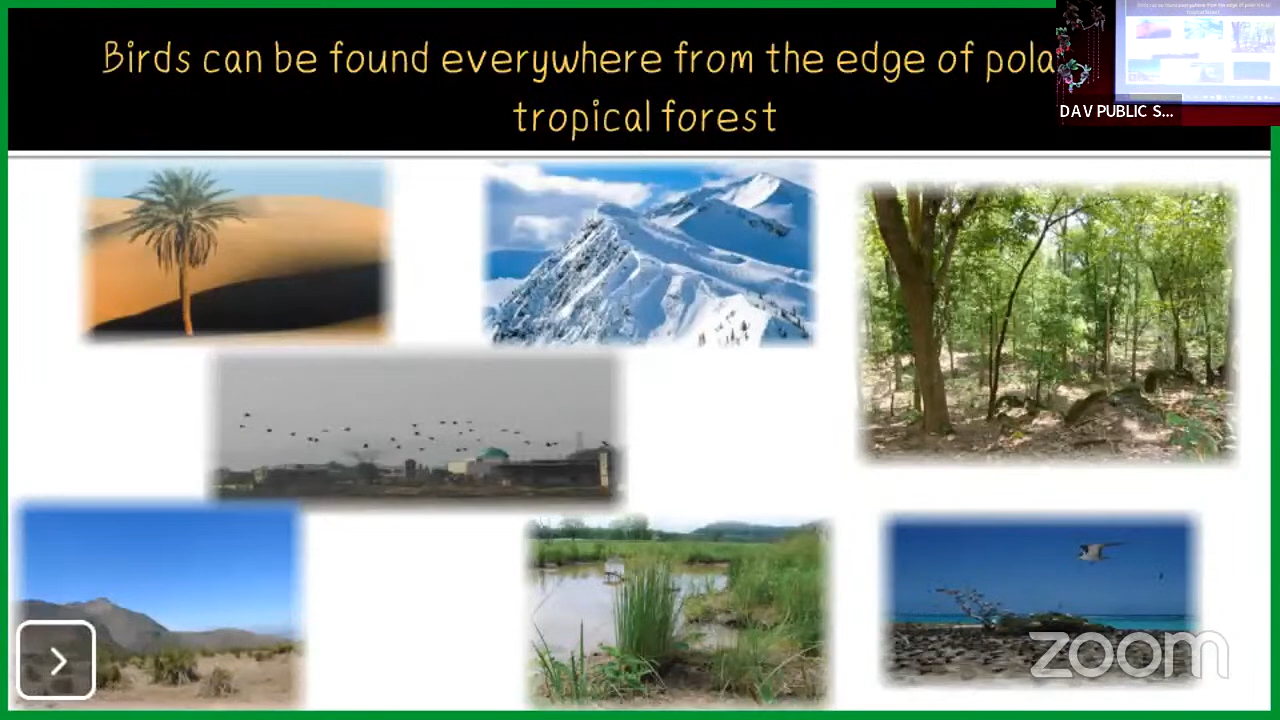 Birds can be found everywhere from the edge of pola
tropical forest
DAV PUBLIC S...
zoom